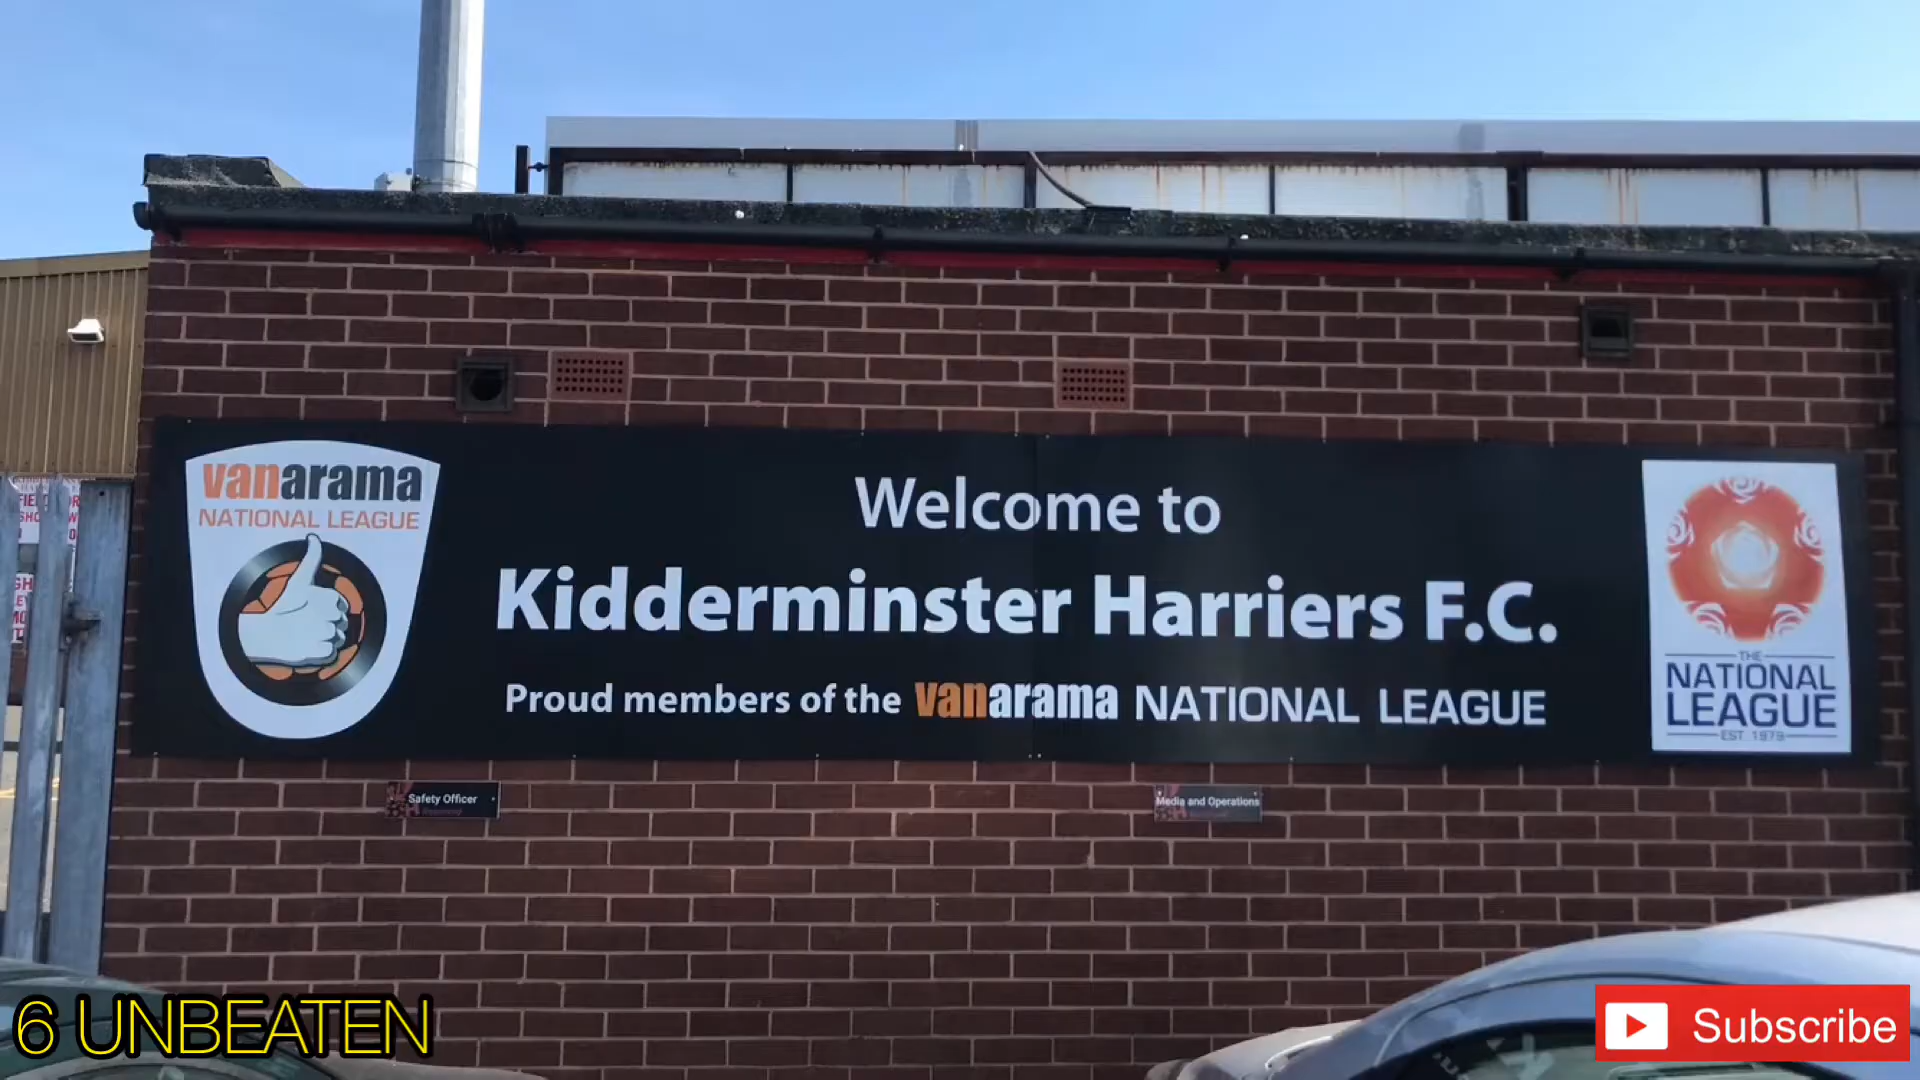 vanarama
NATIONAL LEAGUE
Welcome to
Kidderminster Harriers F.C.
Proud members of the vanarama NATIONAL LEAGUE
THE
NATIONAL
LEAGUE
EST 1979
Safety Officer
Media and Operations
6 UNBEATEN
Subscribe